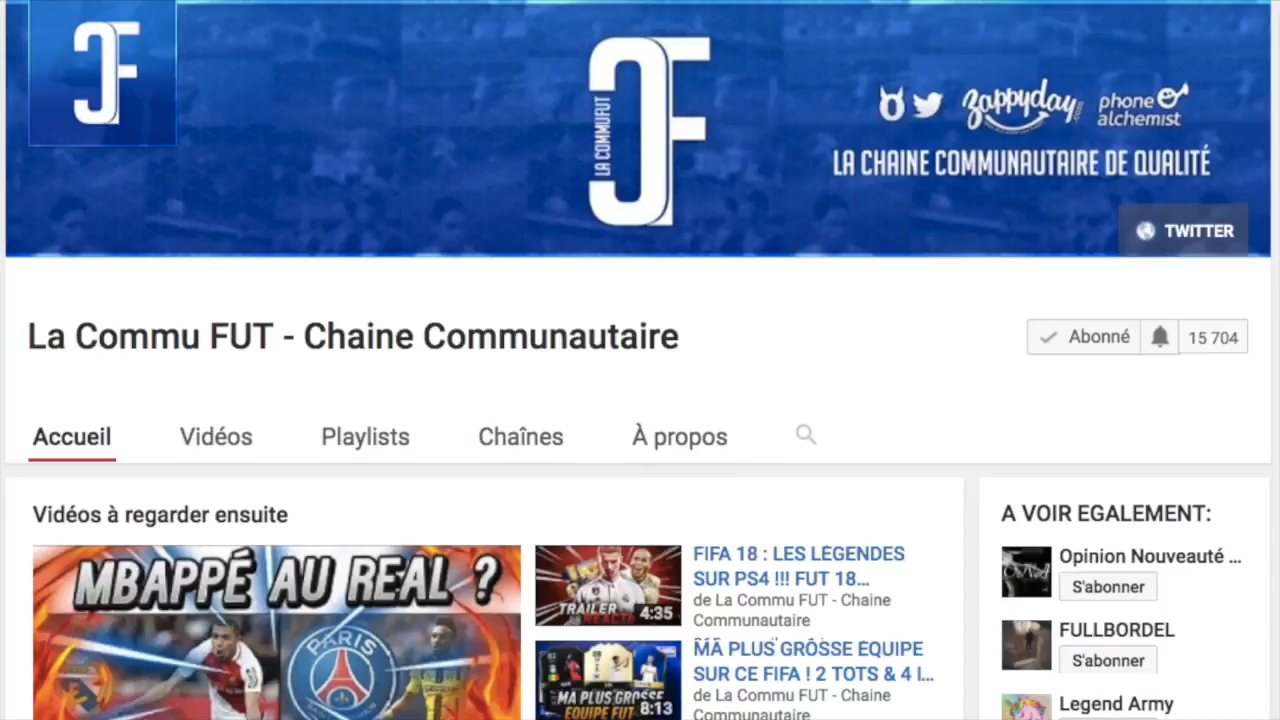 LA COMMUFUT
zappyday
phone
alchemist
LA CHAINE COMMUNAUTAIRE DE QUALITÉ
TWITTER
La Commu FUT - Chaine Communautaire
Abonné
15 704
Accueil
Vidéos
Playlists
Chaînes
À propos
Vidéos à regarder ensuite
MBAPPÉ AU REAL ?
PARIS
FIFA 18 : LES LÉGENDES
SUR PS4 !!! FUT 18...
de La Commu FUT - Chaine
Communautaire
TRAILER
4:35
MA PLUS GROSSE EQUIPE
SUR CE FIFA ! 2 TOTS & 4 I...
de La Commu FUT - Chaine
Communautaire
MA PLUS GROSSE
EQUIPE FUT
8:13
A VOIR EGALEMENT:
Opinion Nouveauté ...
S'abonner
FULLBORDEL
S'abonner
Legend Army